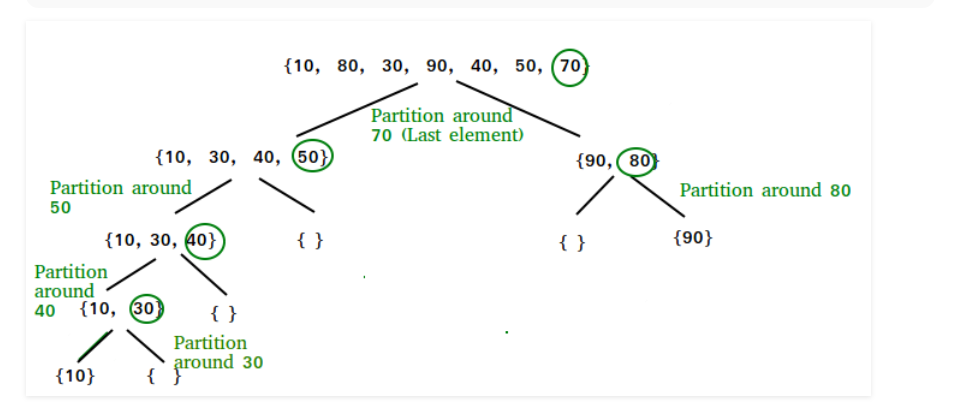 {10, 80, 30, 90, 40, 50, 70}
Partition around
70 (Last element)
{10, 30, 40, 50}
{90, 80}
Partition around
50
Partition around 80
{10, 30, 40}
{ }
{ }
{90}
Partition
around
40
{10, 30}
{ }
Partition
around 30
{10}
{ }